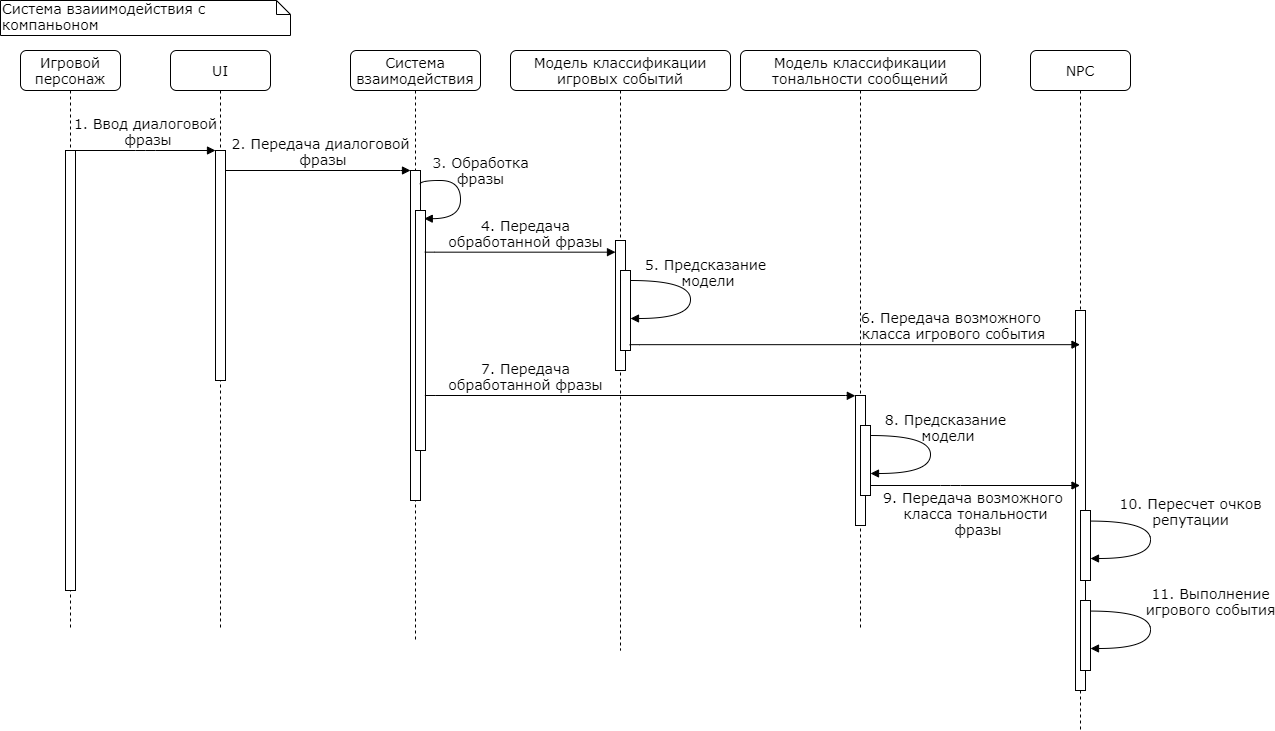 Система взаиимодействия с
компаньоном
Игровой
персонаж
UI
Система
взаимодействия
Модель классификации
игровых событий
Модель классификации
тональности сообщений
NPC
1. Ввод диалоговой
фразы
2. Передача диалоговой
фразы
3. Обработка
фразы
4. Передача
обработанной фразы
5. Предсказание
модели
6. Передача возможного
класса игрового события
7. Передача
обработанной фразы
8. Предсказание
модели
9. Передача возможного
класса тональности
фразы
10. Пересчет очков
репутации
11. Выполнение
игрового события